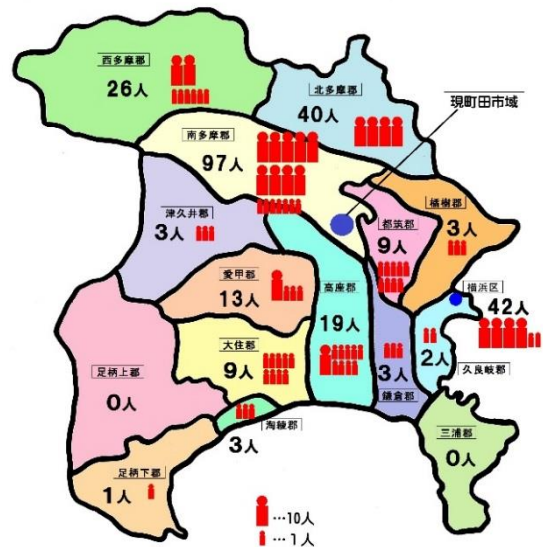 西多摩郡
26人
北多摩郡
40人
現町田市域
南多摩郡
97人
津久井郡
3人
都筑郡
9人
橘樹郡
3人
愛甲郡
13人
高座郡
19人
横浜区
42人
大住郡
9人
足柄上郡
0人
3人
鎌倉郡
2人
久良岐郡
淘綾郡
3人
三浦郡
0人
足柄下郡
1人
…10人
…1人